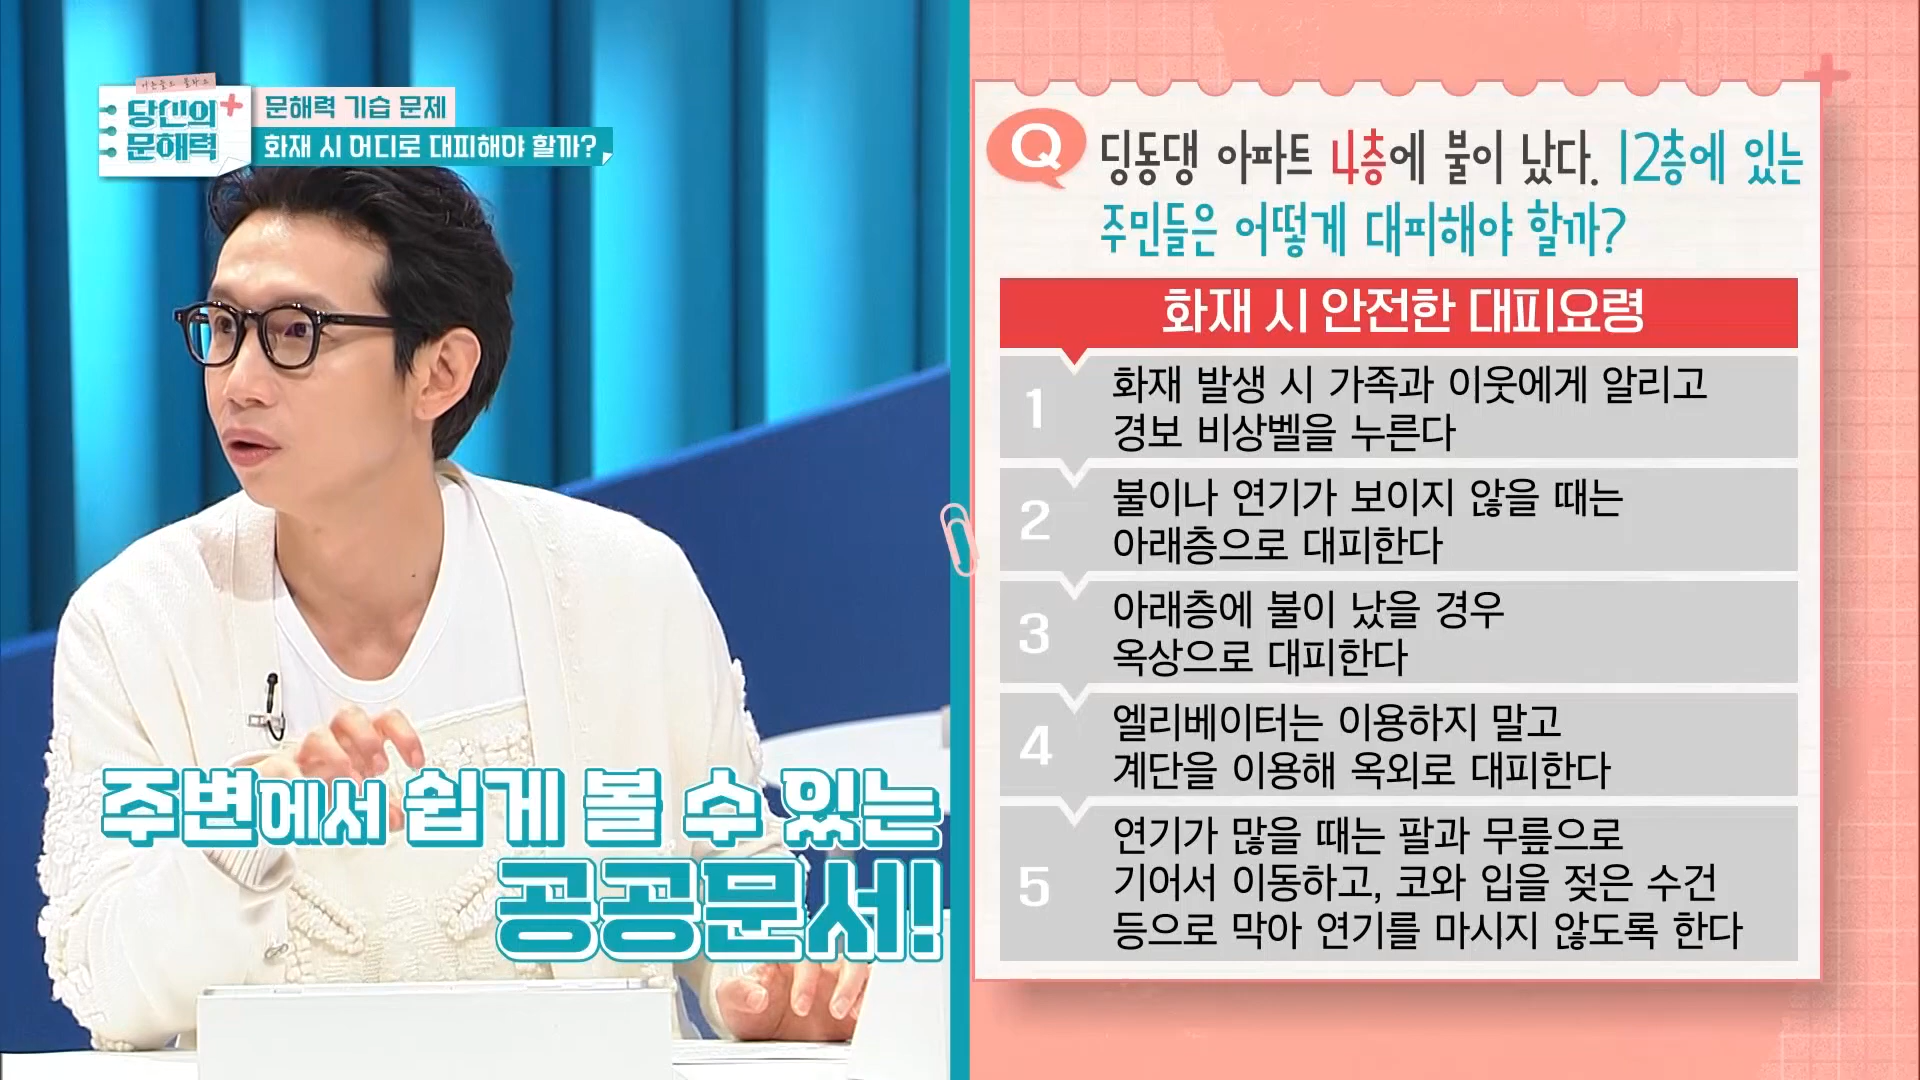 어른들도 몰라요
당신의+
문해력
문해력 기습 문제
화재 시 어디로 대피해야 할까?
주변에서 쉽게 볼 수 있는
공공문서!
Q 딩동댕 아파트 4층에 불이 났다. 12층에 있는
주민들은 어떻게 대피해야 할까?
화재 시 안전한 대피요령
1 화재 발생 시 가족과 이웃에게 알리고
경보 비상벨을 누른다
2 불이나 연기가 보이지 않을 때는
아래층으로 대피한다
3 아래층에 불이 났을 경우
옥상으로 대피한다
4 엘리베이터는 이용하지 말고
계단을 이용해 옥외로 대피한다
5 연기가 많을 때는 팔과 무릎으로
기어서 이동하고, 코와 입을 젖은 수건
등으로 막아 연기를 마시지 않도록 한다